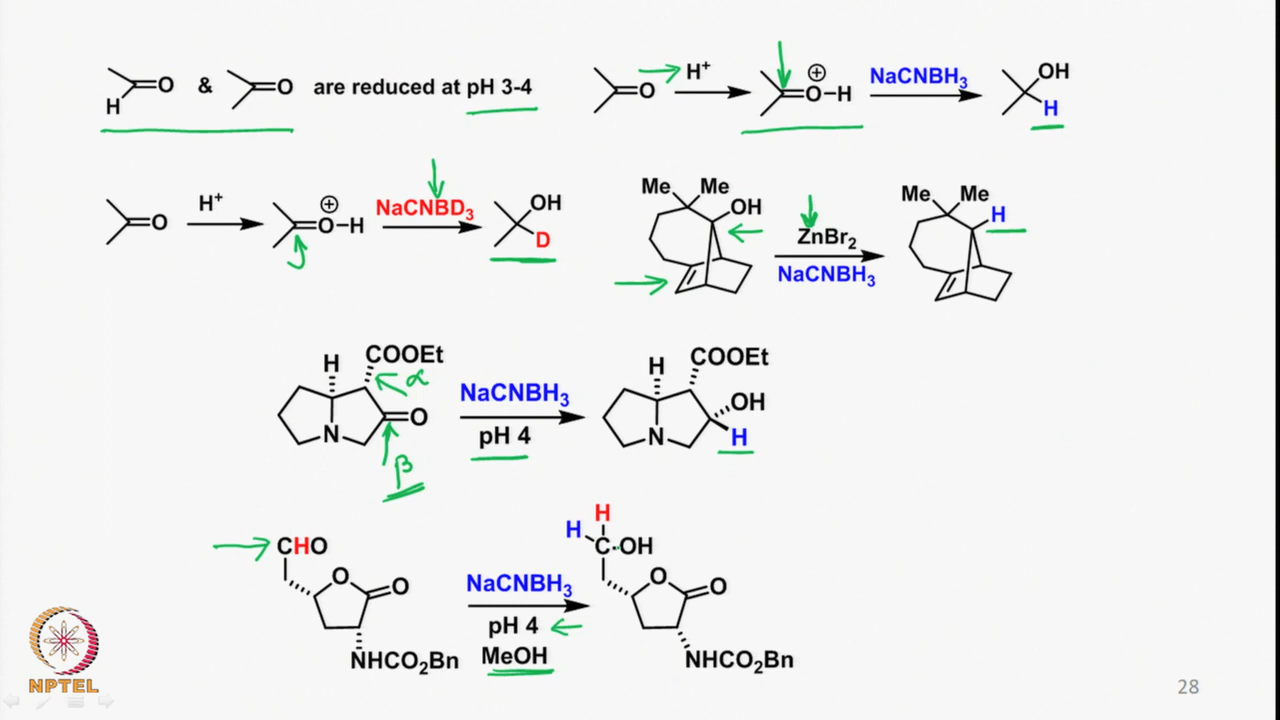 H
O & O are reduced at pH 3-4
O H⁺ ⊕ O–H NaCNBH₃ OH H
O H⁺ ⊕ O–H NaCNBD₃ OH D
Me Me OH ZnBr₂ NaCNBH₃ Me Me H
H COOEt α N O β NaCNBH₃ pH 4 H COOEt OH N H
CHO O O NHCO₂Bn NaCNBH₃ pH 4 MeOH H H C OH O O NHCO₂Bn
NPTEL
28